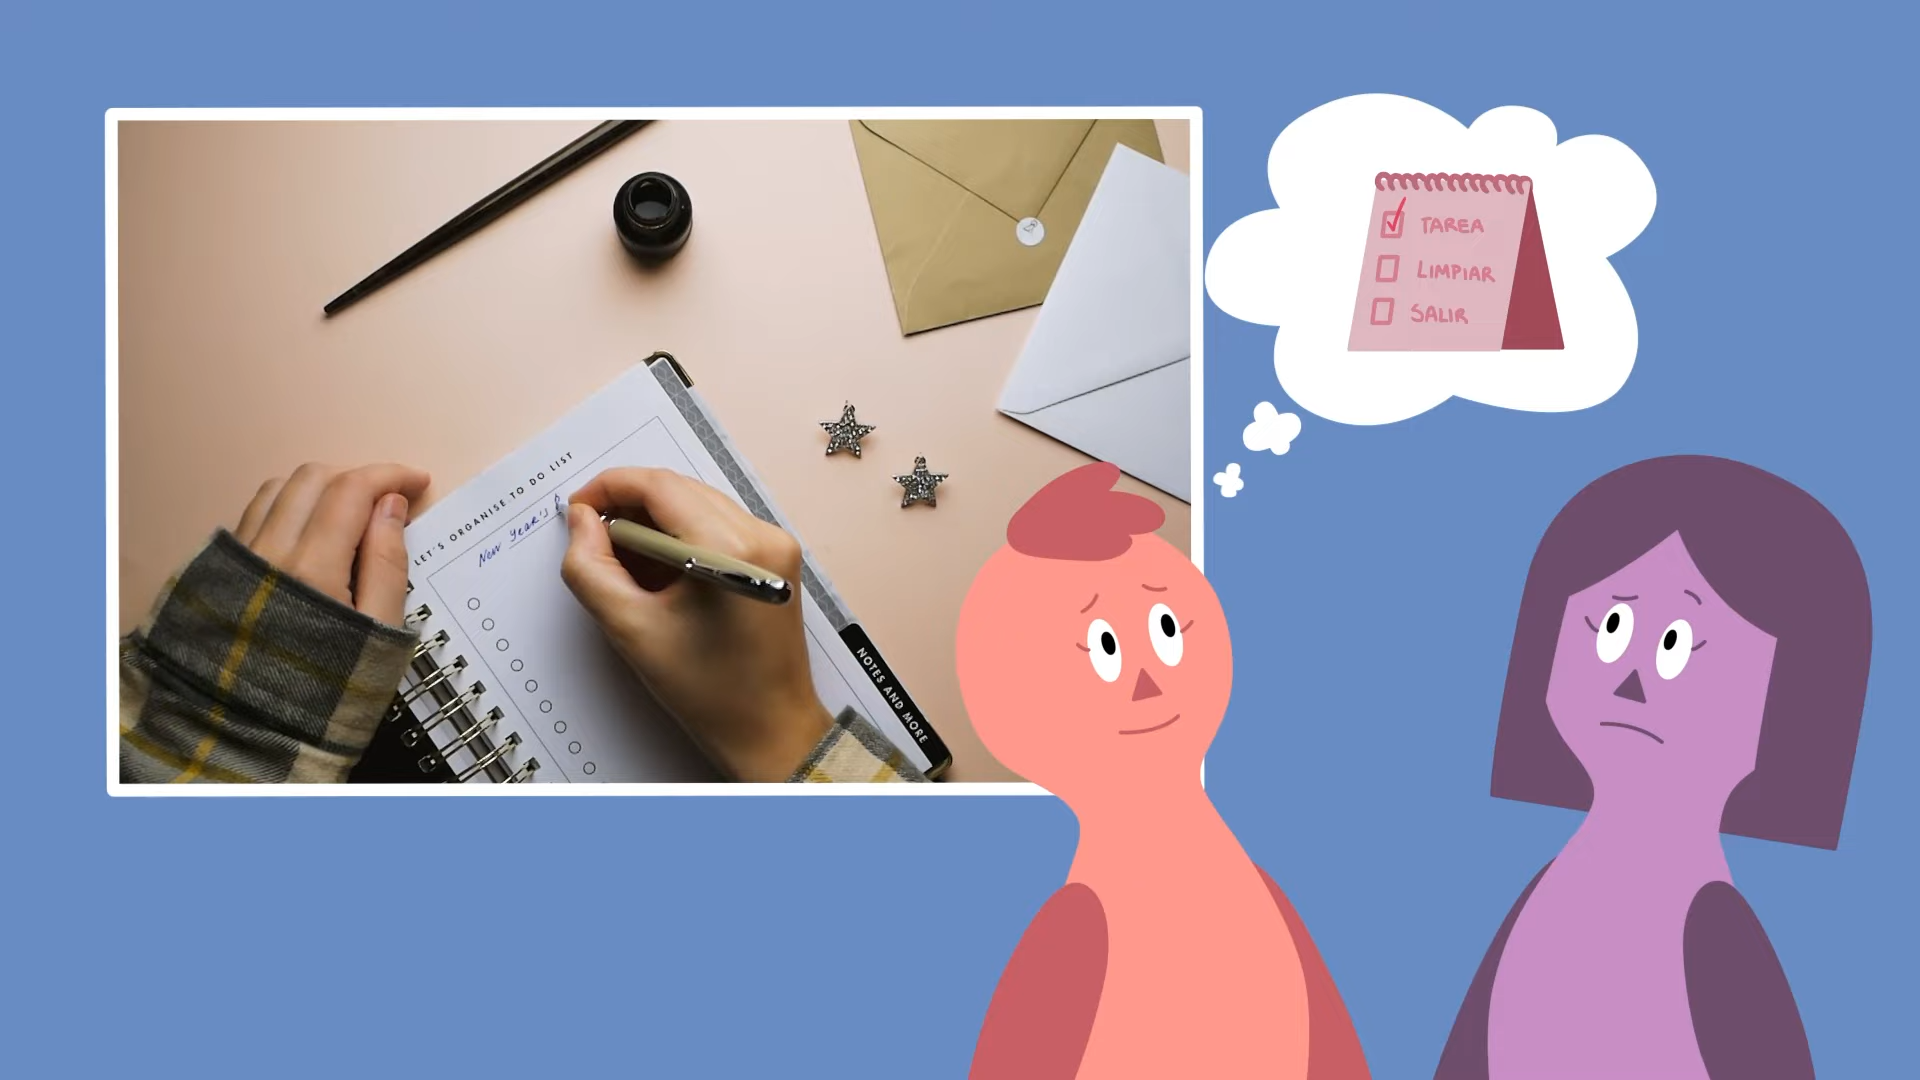 LET'S ORGANISE TO DO LIST
New Year's
NOTES AND MORE
TAREA
LIMPIAR
SALIR